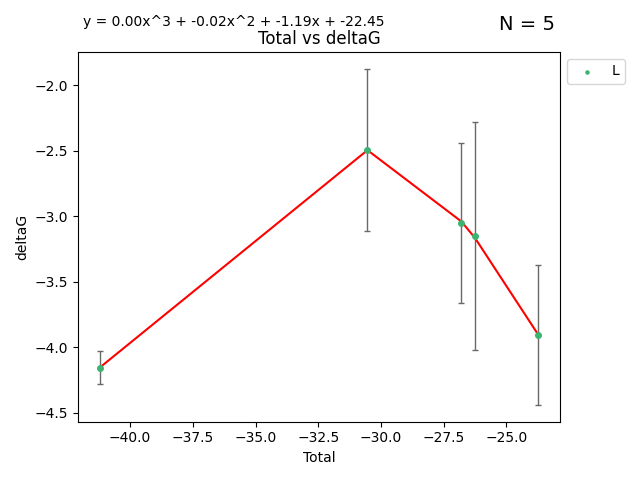 y = 0.00x^3 + -0.02x^2 + -1.19x + -22.45
N = 5
Total vs deltaG
L
−2.0
−2.5
−3.0
−3.5
−4.0
−4.5
deltaG
−40.0 −37.5 −35.0 −32.5 −30.0 −27.5 −25.0
Total